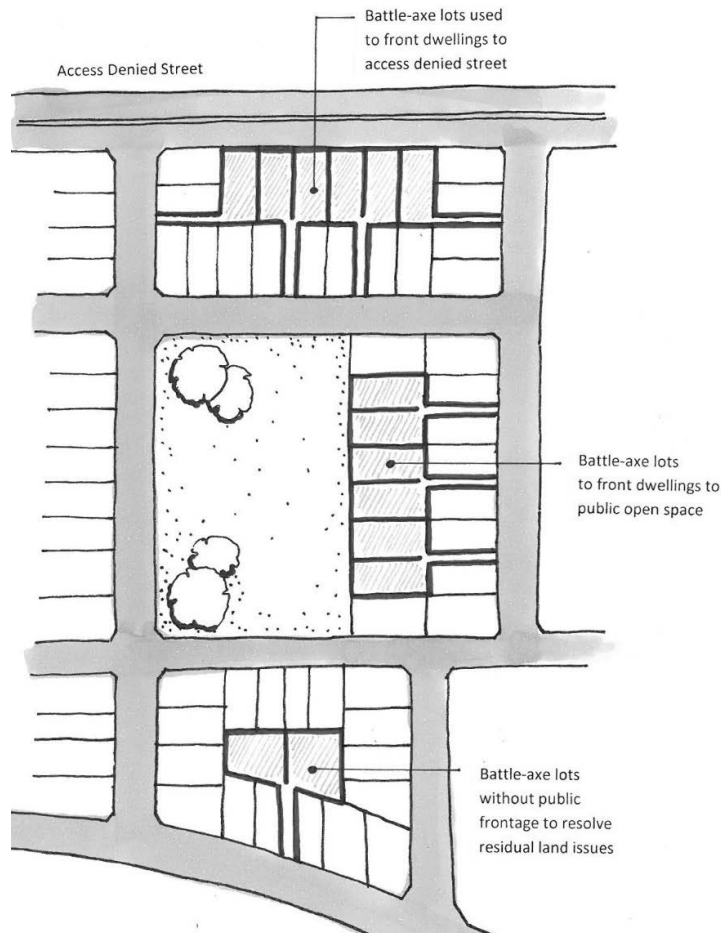 Battle-axe lots used
to front dwellings to
access denied street
Access Denied Street
Battle-axe lots
to front dwellings to
public open space
Battle-axe lots
without public
frontage to resolve
residual land issues